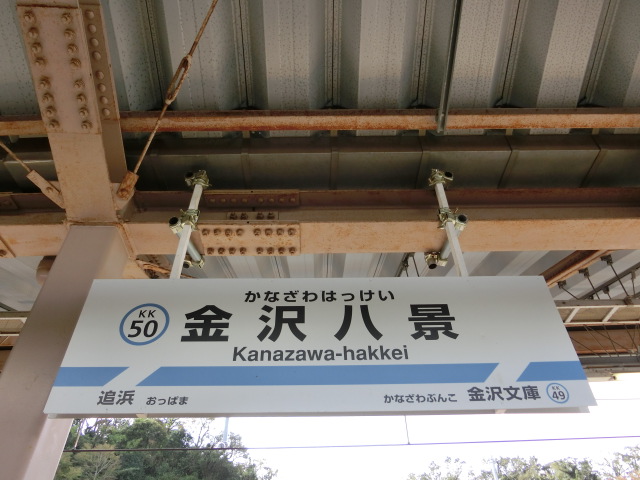 かなざわはっけい
KK
50
金沢八景
Kanazawa-hakkei
追浜 おっぱま
かなざわぶんこ 金沢文庫
KK
49